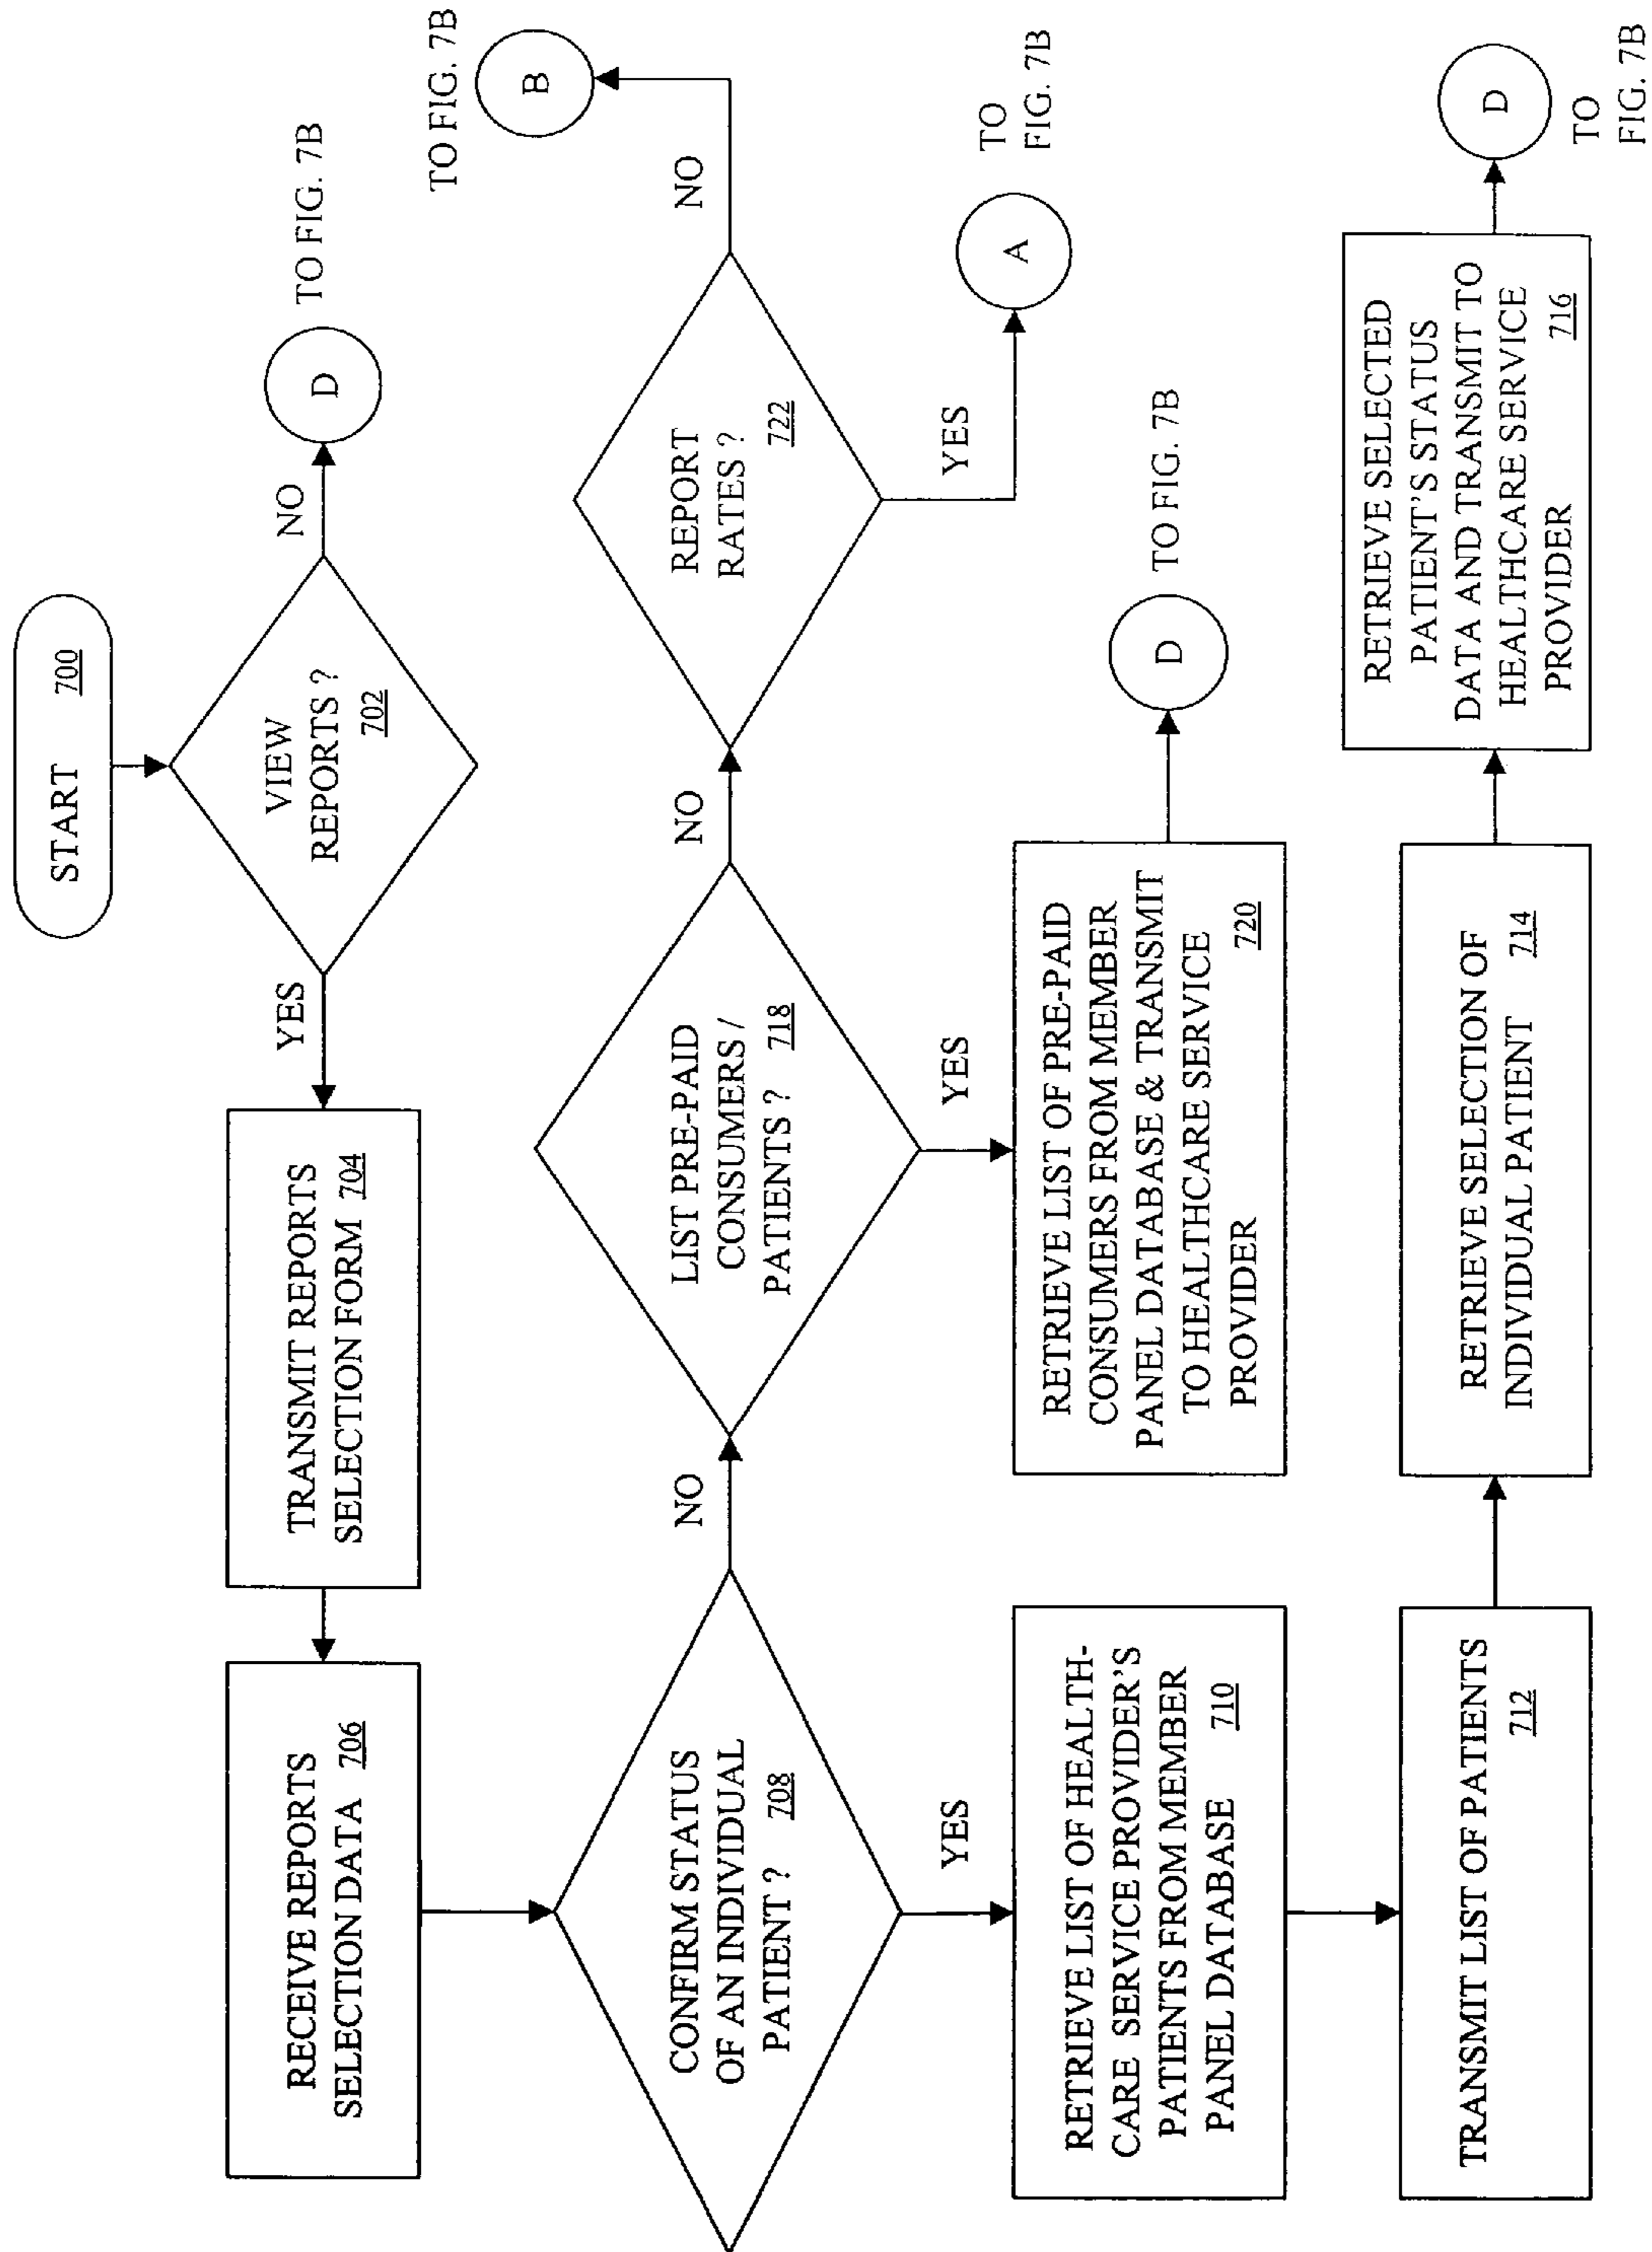 START 700
VIEW
REPORTS ?
702
NO
D
TO FIG. 7B
YES
TRANSMIT REPORTS
SELECTION FORM 704
RECEIVE REPORTS
SELECTION DATA 706
CONFIRM STATUS
OF AN INDIVIDUAL
PATIENT ? 708
NO
LIST PRE-PAID
CONSUMERS /
PATIENTS ? 718
NO
REPORT
RATES ? 722
NO
TO FIG. 7B
B
YES
A
TO
FIG. 7B
YES
RETRIEVE LIST OF PRE-PAID
CONSUMERS FROM MEMBER
PANEL DATABASE & TRANSMIT
TO HEALTHCARE SERVICE
PROVIDER 720
D
TO FIG. 7B
YES
RETRIEVE LIST OF HEALTH-
CARE SERVICE PROVIDER'S
PATIENTS FROM MEMBER
PANEL DATABASE 710
TRANSMIT LIST OF PATIENTS
712
RETRIEVE SELECTION OF
INDIVIDUAL PATIENT 714
RETRIEVE SELECTED
PATIENT'S STATUS
DATA AND TRANSMIT TO
HEALTHCARE SERVICE
PROVIDER 716
D
TO
FIG. 7B